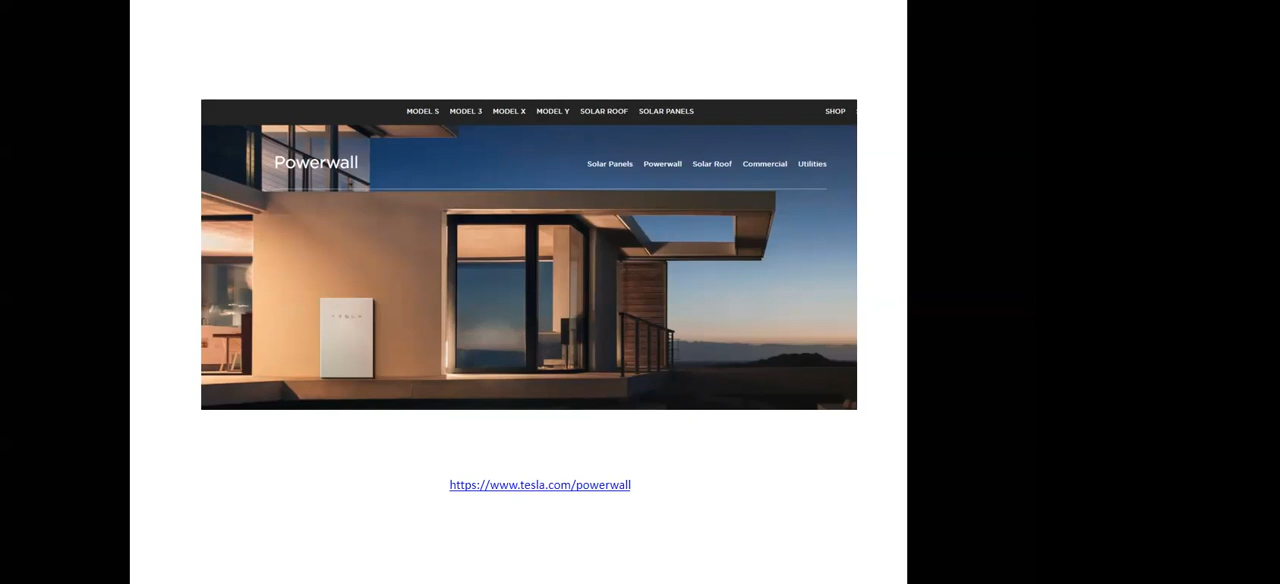 MODEL S MODEL 3 MODEL X MODEL Y SOLAR ROOF SOLAR PANELS SHOP
Powerwall
Solar Panels Powerwall Solar Roof Commercial Utilities
TESLA
https://www.tesla.com/powerwall